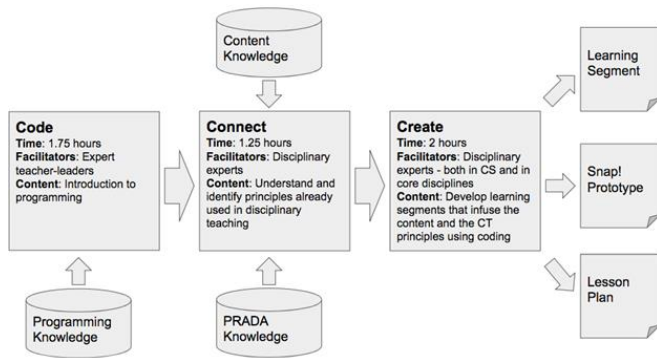 Content
Knowledge
Learning
Segment
Code
Time: 1.75 hours
Facilitators: Expert
teacher-leaders
Content: Introduction to
programming
Connect
Time: 1.25 hours
Facilitators: Disciplinary
experts
Content: Understand and
identify principles already
used in disciplinary
teaching
Create
Time: 2 hours
Facilitators: Disciplinary
experts - both in CS and in
core disciplines
Content: Develop learning
segments that infuse the
content and the CT
principles using coding
Snap!
Prototype
Programming
Knowledge
PRADA
Knowledge
Lesson
Plan